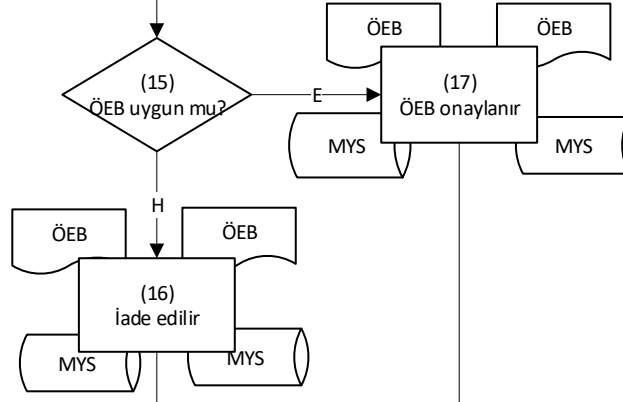 ÖEB
ÖEB
(15)
ÖEB uygun mu?
E
(17)
ÖEB onaylanır
MYS
MYS
H
ÖEB
ÖEB
(16)
İade edilir
MYS
MYS